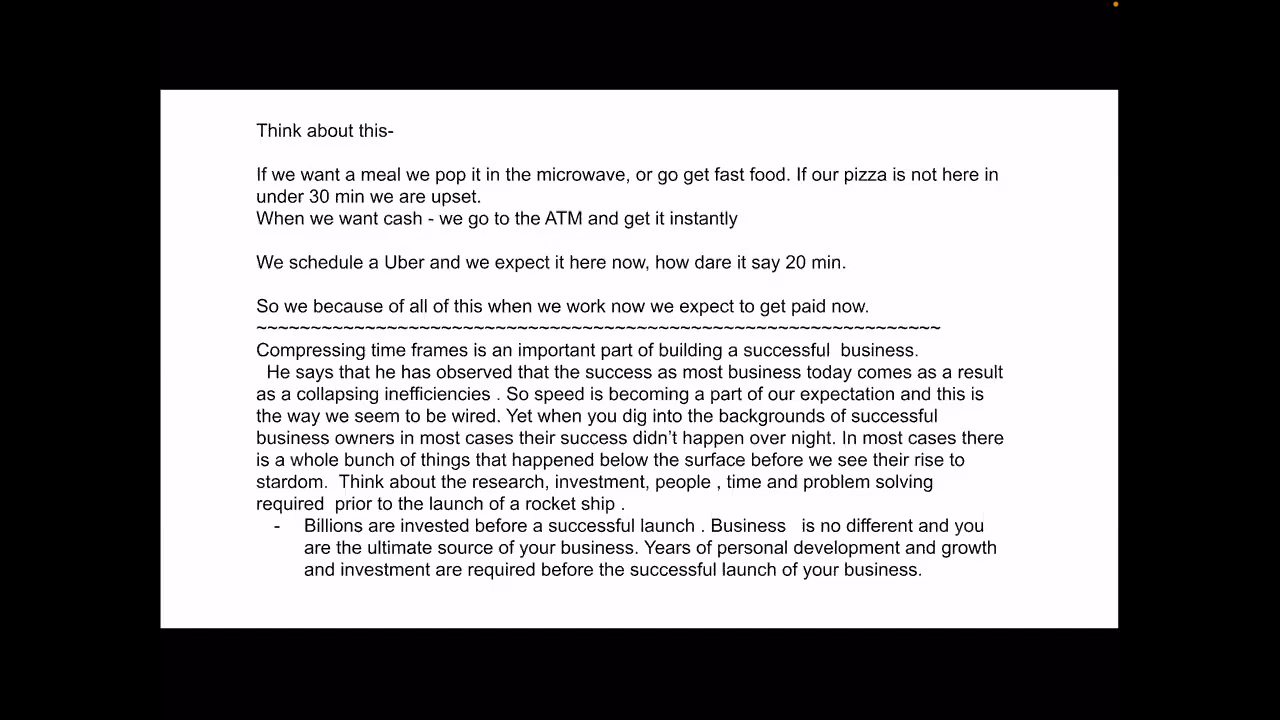 Think about this-
If we want a meal we pop it in the microwave, or go get fast food. If our pizza is not here in
under 30 min we are upset.
When we want cash - we go to the ATM and get it instantly
We schedule a Uber and we expect it here now, how dare it say 20 min.
So we because of all of this when we work now we expect to get paid now.
~~~~~~~~~~~~~~~~~~~~~~~~~~~~~~~~~~~~~~~~~~~~~~~~~~~~~~~~~~~~~~~
Compressing time frames is an important part of building a successful  business.
He says that he has observed that the success as most business today comes as a result
as a collapsing inefficiencies . So speed is becoming a part of our expectation and this is
the way we seem to be wired. Yet when you dig into the backgrounds of successful
business owners in most cases their success didn't happen over night. In most cases there
is a whole bunch of things that happened below the surface before we see their rise to
stardom.  Think about the research, investment, people , time and problem solving
required  prior to the launch of a rocket ship .
- Billions are invested before a successful launch . Business   is no different and you
are the ultimate source of your business. Years of personal development and growth
and investment are required before the successful launch of your business.